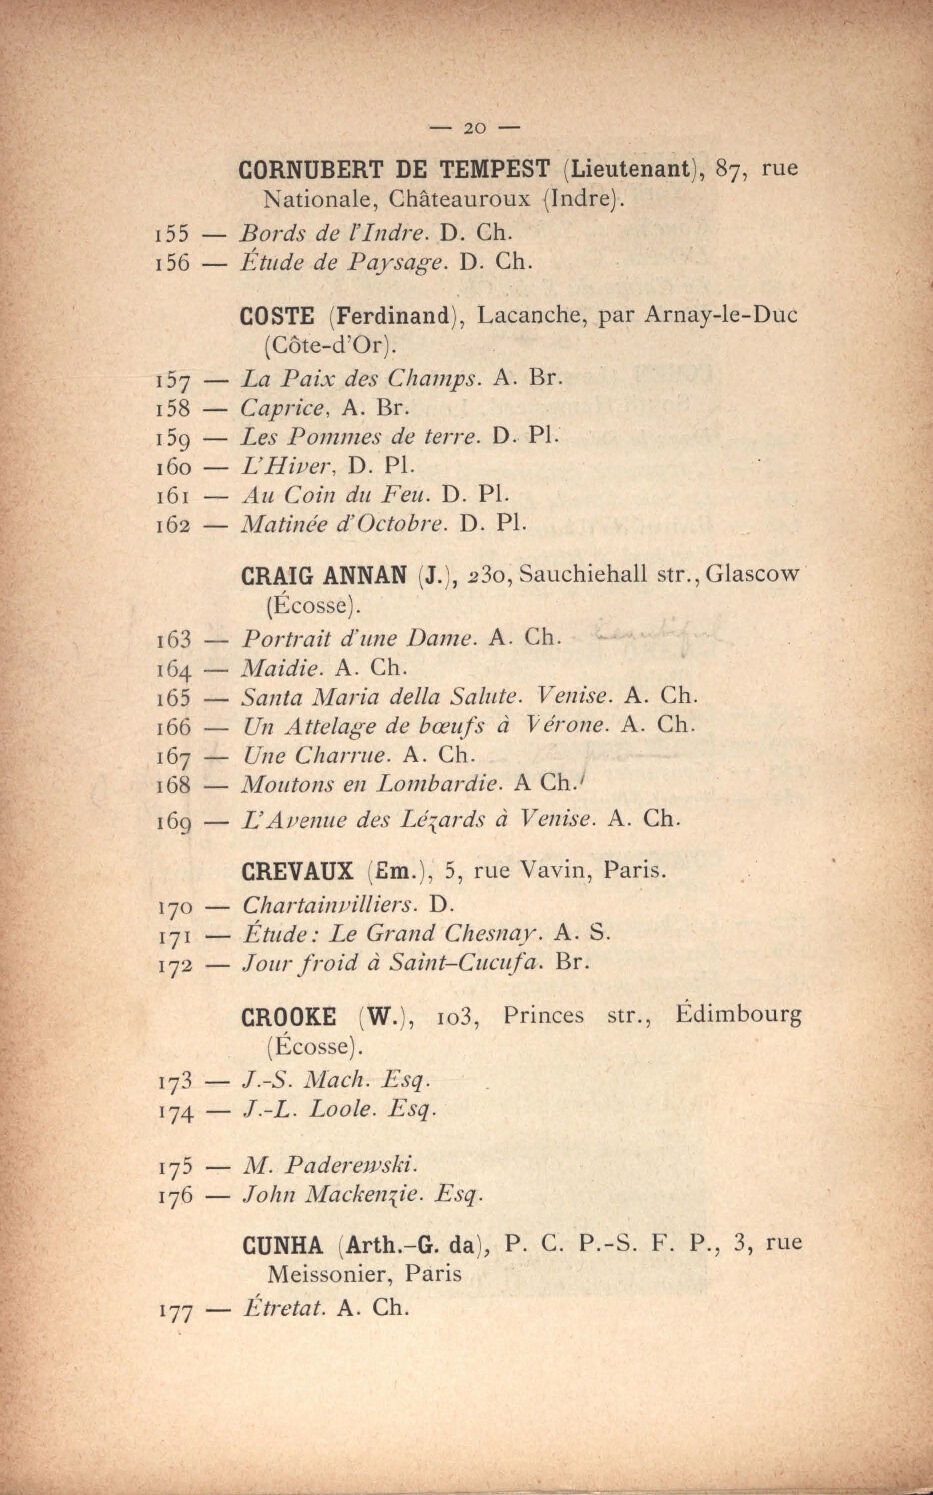 — 20 —
CORNUBERT DE TEMPEST (Lieutenant), 87, rue
Nationale, Châteauroux (Indre).
155 — Bords de l'Indre. D. Ch.
156 — Étude de Paysage. D. Ch.
COSTE (Ferdinand), Lacanche, par Arnay-le-Duc
(Côte-d'Or).
157 — La Paix des Champs. A. Br.
158 — Caprice, A. Br.
159 — Les Pommes de terre. D. Pl.
160 — L'Hiver, D. Pl.
161 — Au Coin du Feu. D. Pl.
162 — Matinée d'Octobre. D. Pl.
CRAIG ANNAN (J.), 230, Sauchiehall str., Glascow
(Écosse).
163 — Portrait d'une Dame. A. Ch. beautiful
164 — Maidie. A. Ch.
165 — Santa Maria della Salute. Venise. A. Ch.
166 — Un Attelage de bœufs à Vérone. A. Ch.
167 — Une Charrue. A. Ch.
168 — Moutons en Lombardie. A Ch.
169 — L'Avenue des Lézards à Venise. A. Ch.
CREVAUX (Em.), 5, rue Vavin, Paris.
170 — Chartainvilliers. D.
171 — Étude : Le Grand Chesnay. A. S.
172 — Jour froid à Saint-Cucufa. Br.
CROOKE (W.), 103, Princes str., Édimbourg
(Écosse).
173 — J.-S. Mach. Esq.
174 — J.-L. Loole. Esq.
175 — M. Paderewski.
176 — John Mackenzie. Esq.
CUNHA (Arth.-G. da), P. C. P.-S. F. P., 3, rue
Meissonier, Paris
177 — Étretat. A. Ch.